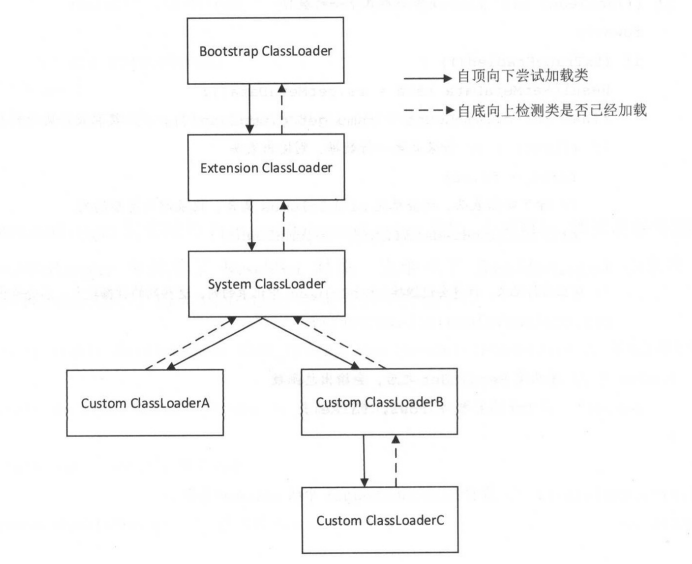 Bootstrap ClassLoader
自顶向下尝试加载类
自底向上检测类是否已经加载
Extension ClassLoader
System ClassLoader
Custom ClassLoaderA
Custom ClassLoaderB
Custom ClassLoaderC